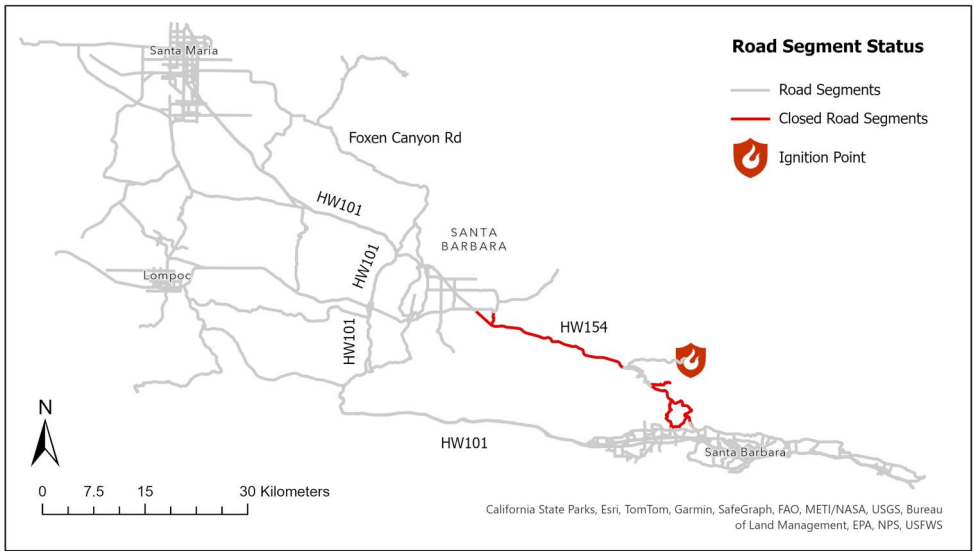 Santa Maria
Road Segment Status
Road Segments
Closed Road Segments
Ignition Point
Foxen Canyon Rd
HW101
SANTA
BARBARA
HW101
Lompoc
HW101
HW154
N
HW101
Santa Barbara
0 7.5 15 30 Kilometers
California State Parks, Esri, TomTom, Garmin, SafeGraph, FAO, METI/NASA, USGS, Bureau
of Land Management, EPA, NPS, USFWS